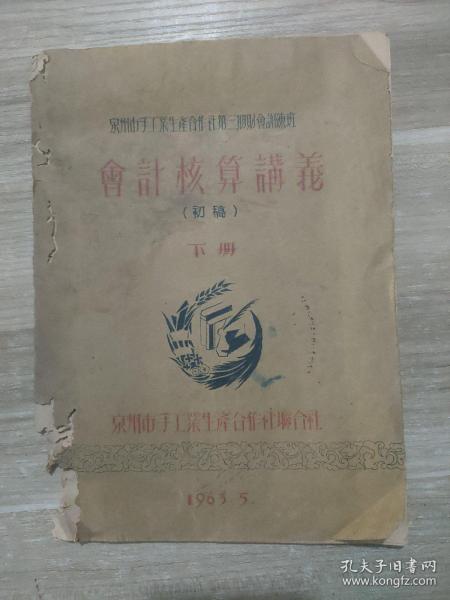 泉州市手工業生產合作社第三期財會訓練班
會計核算講義
(初稿)
下册
泉州市手工業生產合作社聯合社
1963.5.
孔夫子旧书网
www.kongfz.com